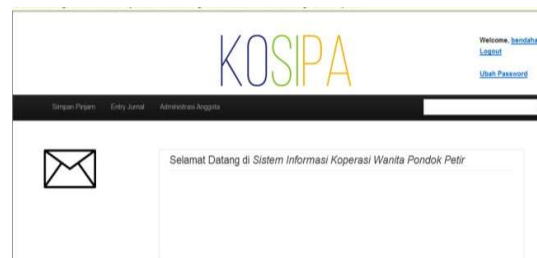 KOSIPA
Welcome, bendaha
Logout
Ubah Password
Simpan Pinjam Entry Jurnal Administrasi Anggota
Selamat Datang di Sistem Informasi Koperasi Wanita Pondok Petir